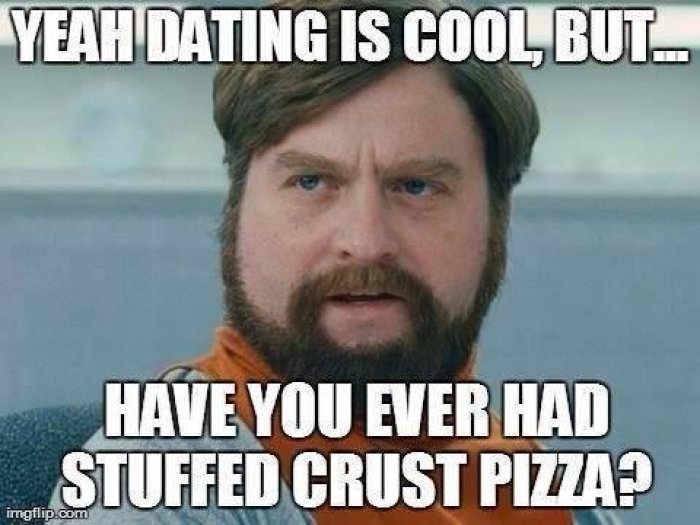 YEAH DATING IS COOL, BUT...
HAVE YOU EVER HAD
STUFFED CRUST PIZZA?
imgflip.com